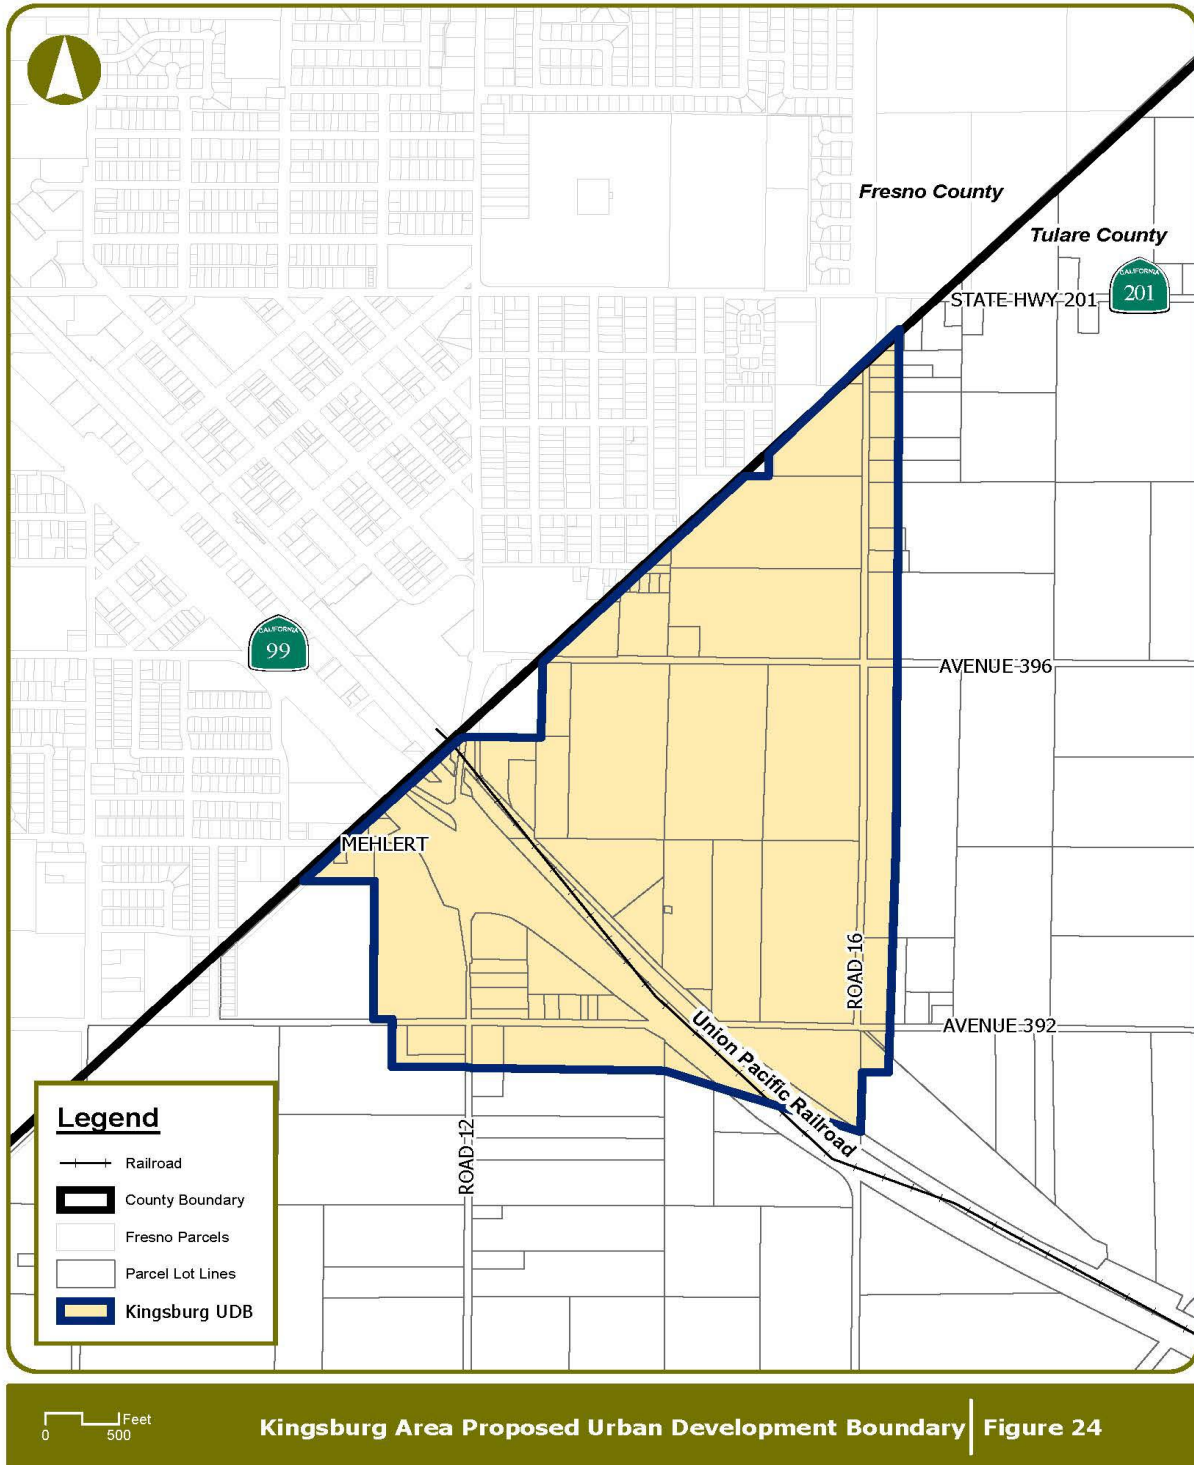 Fresno County
Tulare County
CALIFORNIA
201
STATE HWY 201
CALIFORNIA
99
AVENUE 396
MEHLERT
ROAD 16
Union Pacific Railroad
AVENUE 392
ROAD 12
Legend
Railroad
County Boundary
Fresno Parcels
Parcel Lot Lines
Kingsburg UDB
Feet
0 500
Kingsburg Area Proposed Urban Development Boundary
Figure 24